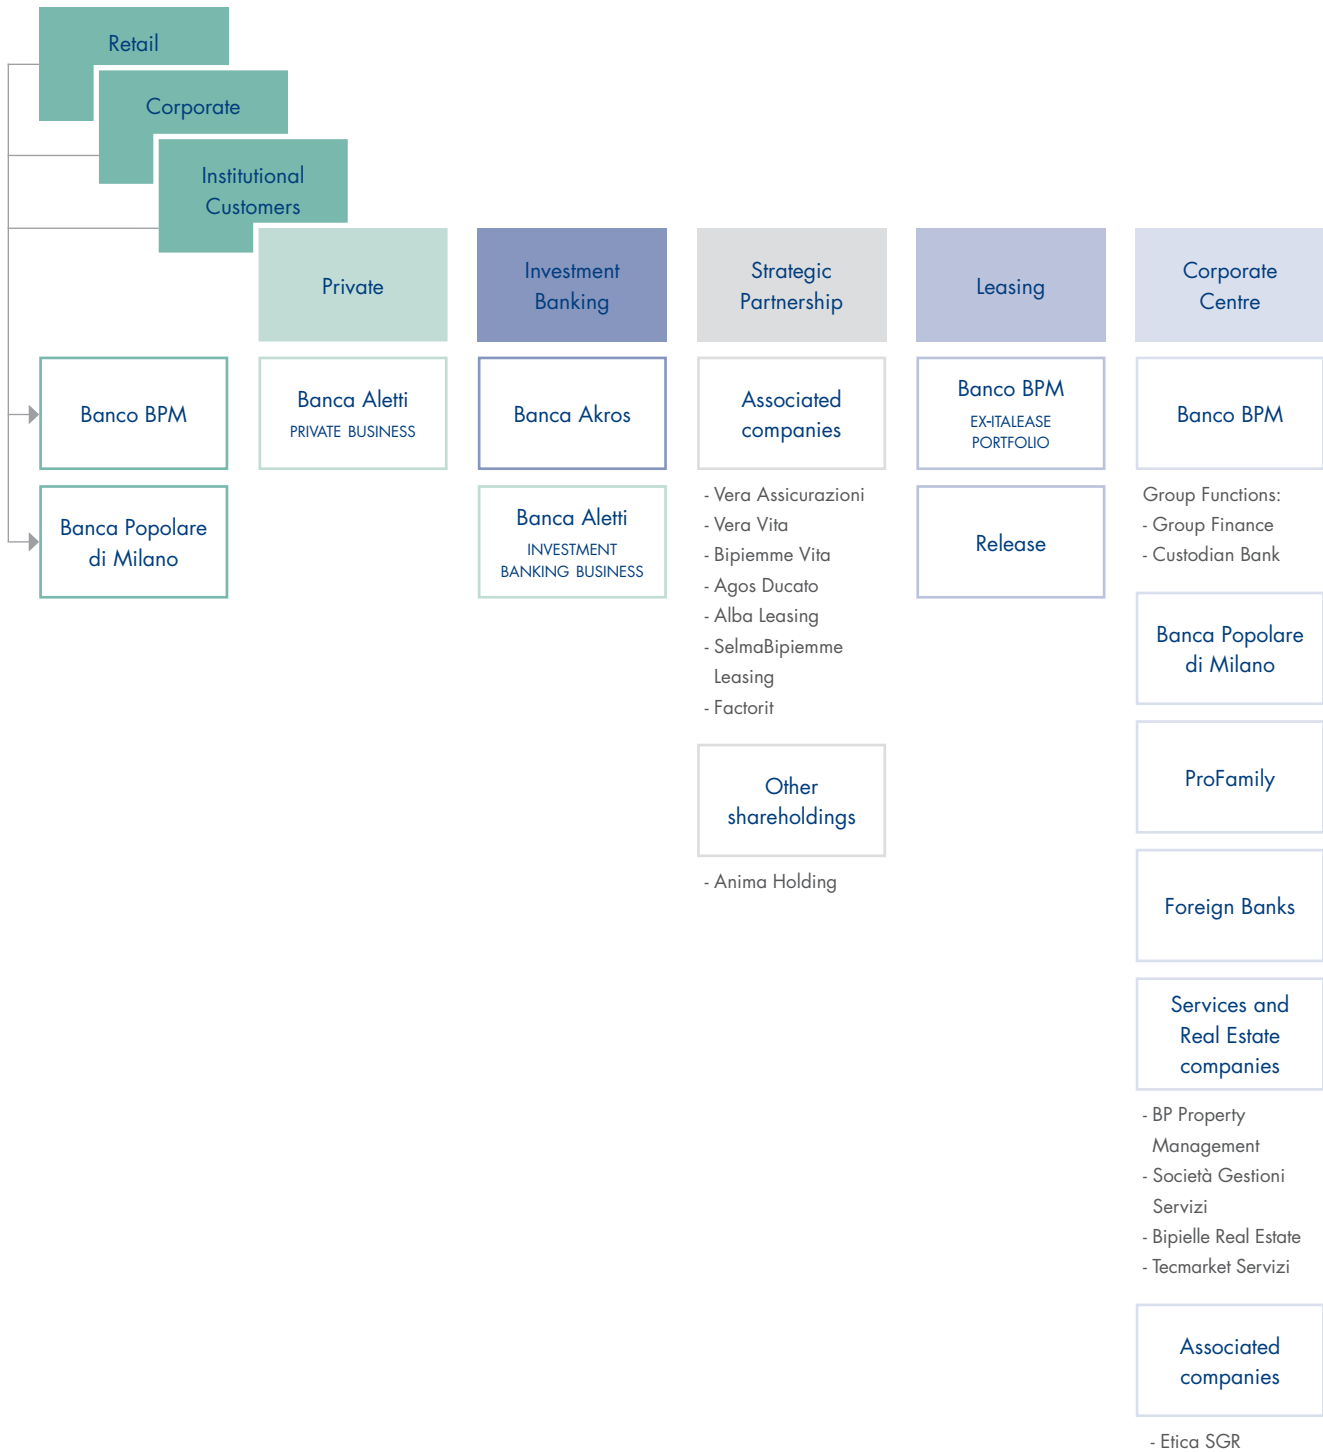 Retail
Corporate
Institutional
Customers
Private
Investment
Banking
Strategic
Partnership
Leasing
Corporate
Centre
Banco BPM
Banca Popolare
di Milano
Banca Aletti
PRIVATE BUSINESS
Banca Akros
Banca Aletti
INVESTMENT
BANKING BUSINESS
Associated
companies
- Vera Assicurazioni
- Vera Vita
- Bipiemme Vita
- Agos Ducato
- Alba Leasing
- SelmaBipiemme
Leasing
- Factorit
Other
shareholdings
- Anima Holding
Banco BPM
EX-ITALEASE
PORTFOLIO
Release
Banco BPM
Group Functions:
- Group Finance
- Custodian Bank
Banca Popolare
di Milano
ProFamily
Foreign Banks
Services and
Real Estate
companies
- BP Property
Management
- Società Gestioni
Servizi
- Bipielle Real Estate
- Tecmarket Servizi
Associated
companies
- Etica SGR